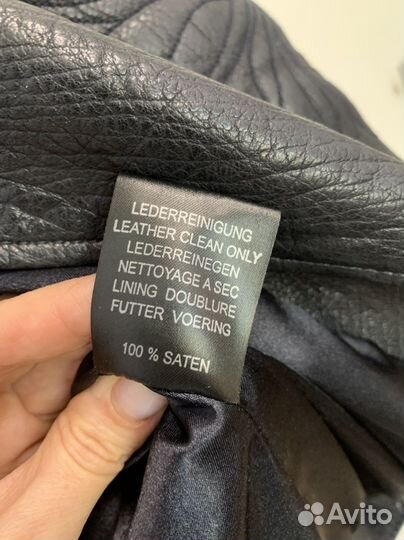 LEDERREINIGUNG
LEATHER CLEAN ONLY
LEDERREINEGEN
NETTOYAGE A SEC
LINING DOUBLURE
FUTTER VOERING
100 % SATEN
Avito